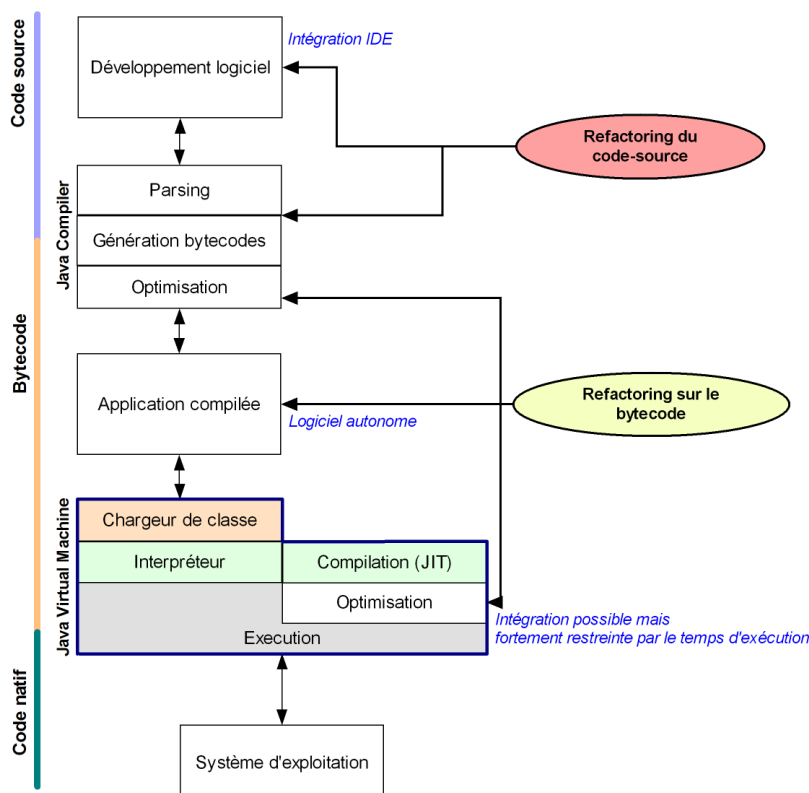 Code source
Bytecode
Code natif
Java Compiler
Java Virtual Machine
Développement logiciel
Intégration IDE
Refactoring du
code-source
Parsing
Génération bytecodes
Optimisation
Application compilée
Logiciel autonome
Refactoring sur le
bytecode
Chargeur de classe
Interpréteur
Compilation (JIT)
Optimisation
Execution
Intégration possible mais
fortement restreinte par le temps d'exécution
Système d'exploitation